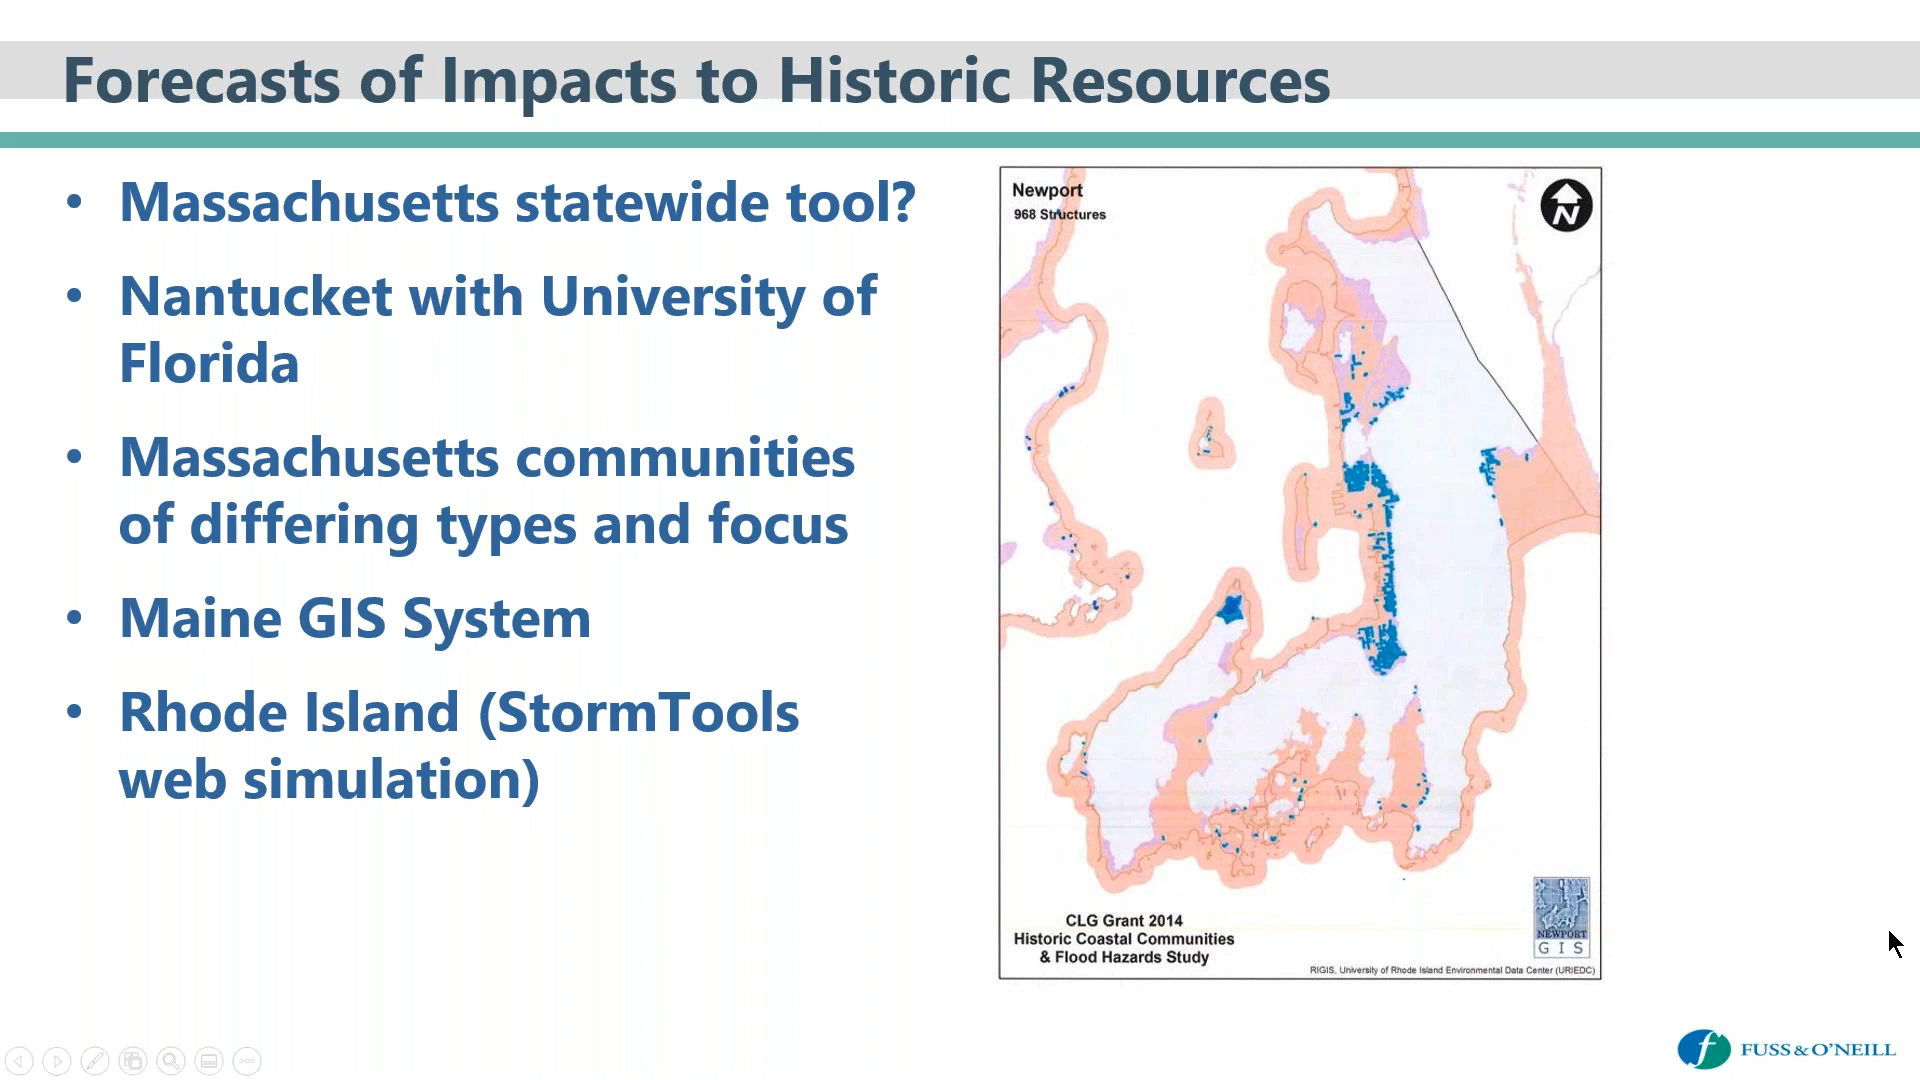 Forecasts of Impacts to Historic Resources
• Massachusetts statewide tool?
• Nantucket with University of
Florida
• Massachusetts communities
of differing types and focus
• Maine GIS System
• Rhode Island (StormTools
web simulation)
Newport
968 Structures
N
CLG Grant 2014
Historic Coastal Communities
& Flood Hazards Study
NEWPORT
GIS
RIGIS, University of Rhode Island Environmental Data Center (URIEDC)
FUSS & O'NEILL